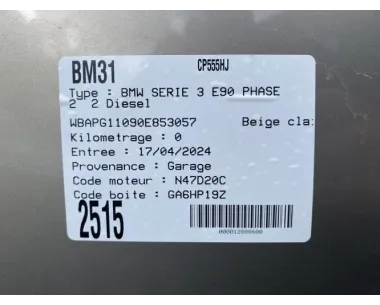 BM31 CP555HJ
Type : BMW SERIE 3 E90 PHASE
2 2 Diesel
WBAPG11090E853057 Beige cla
Kilometrage : 0
Entree : 17/04/2024
Provenance : Garage
Code moteur : N47D20C
Code boite : GA6HP19Z
2515